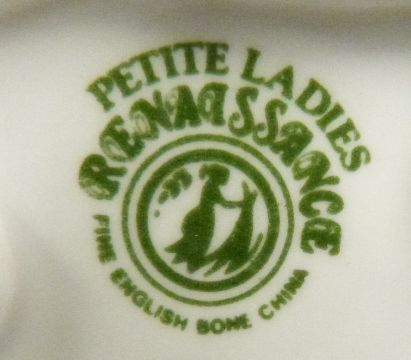 PETITE LADIES
RENAISSANCE
FINE ENGLISH BONE CHINA